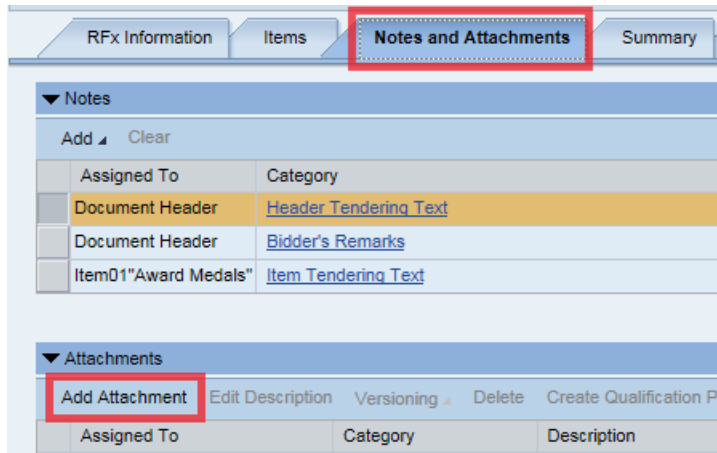 RFx Information Items Notes and Attachments Summary
Notes
Add Clear
Assigned To Category
Document Header Header Tendering Text
Document Header Bidder's Remarks
Item01"Award Medals" Item Tendering Text
Attachments
Add Attachment Edit Description Versioning Delete Create Qualification P
Assigned To Category Description